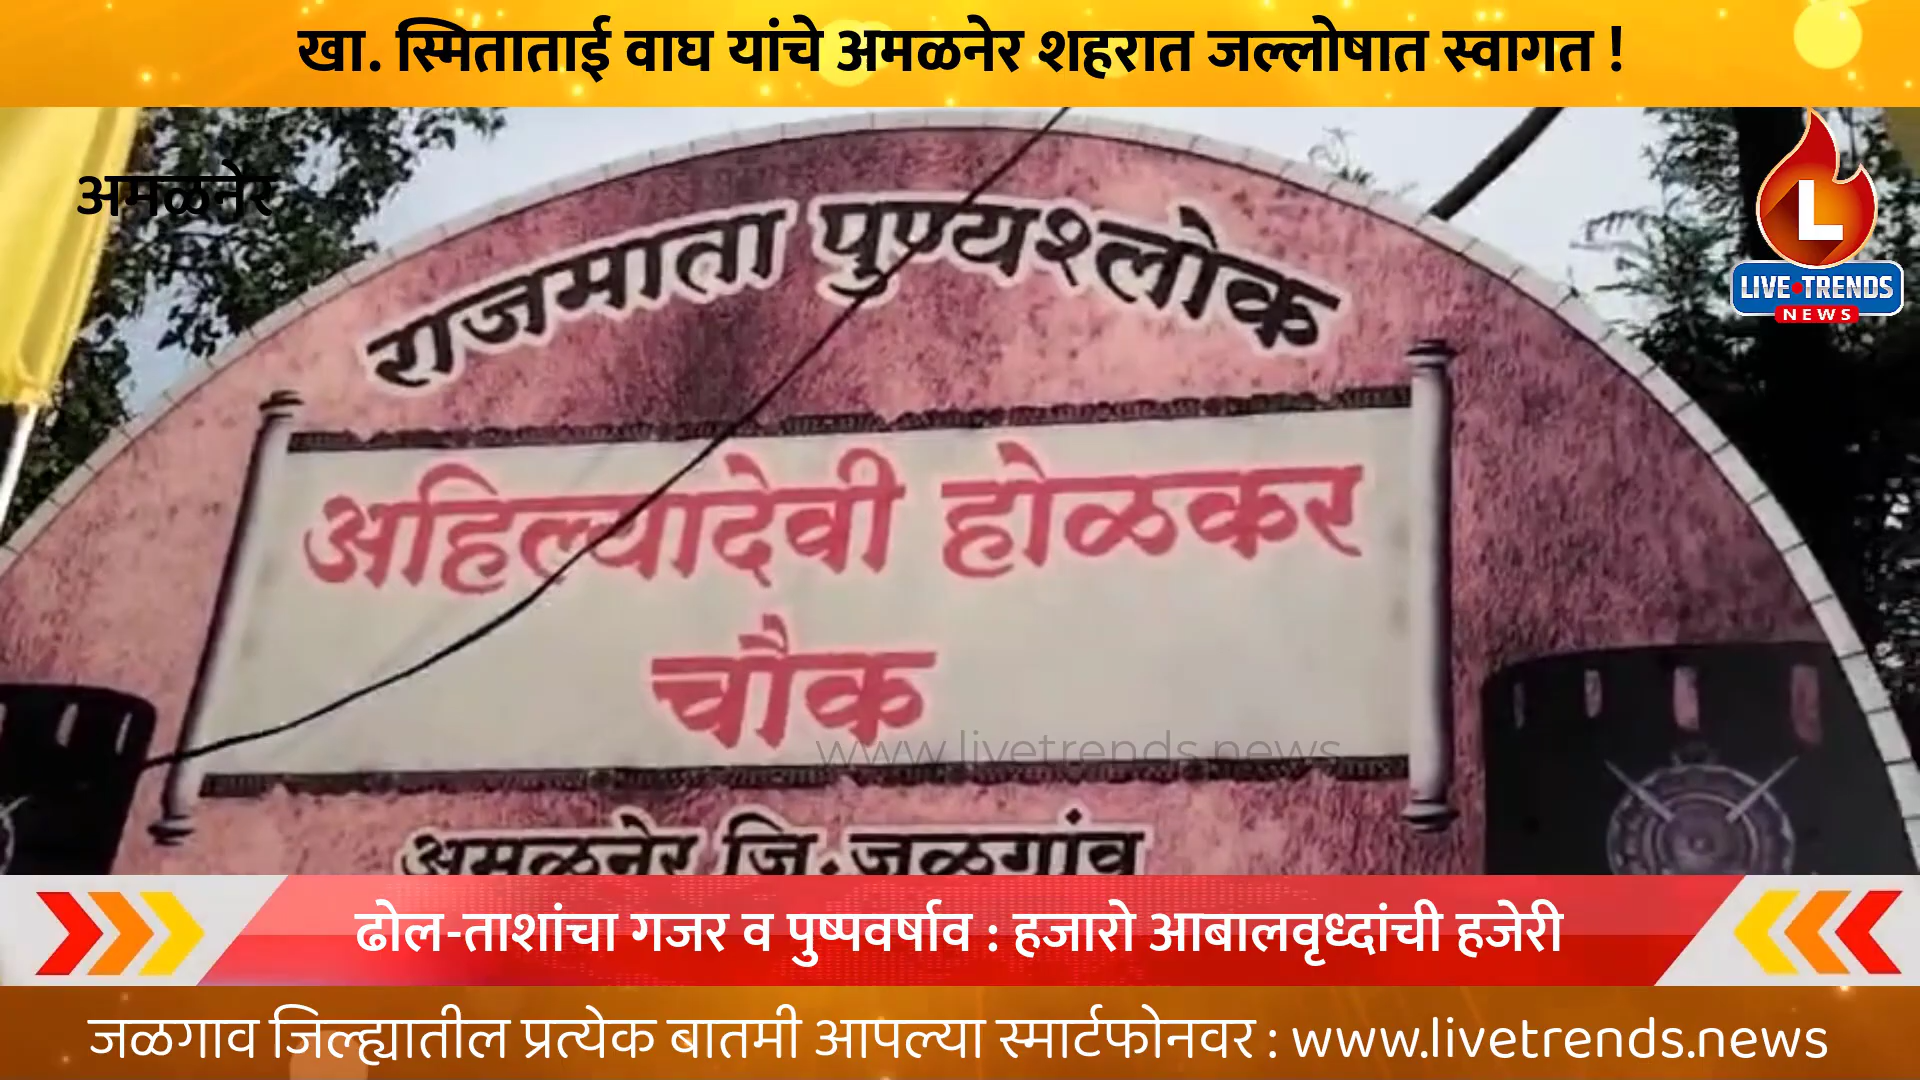 खा. स्मिताताई वाघ यांचे अमळनेर शहरात जल्लोषात स्वागत !
अमळनेर
L
LIVE•TRENDS
NEWS
राजमाता पुण्यश्लोक
अहिल्यादेवी होळकर
चौक
www.livetrends.news
अमळनेर जि.जळगांव
ढोल-ताशांचा गजर व पुष्पवर्षाव : हजारो आबालवृध्दांची हजेरी
जळगाव जिल्ह्यातील प्रत्येक बातमी आपल्या स्मार्टफोनवर : www.livetrends.news